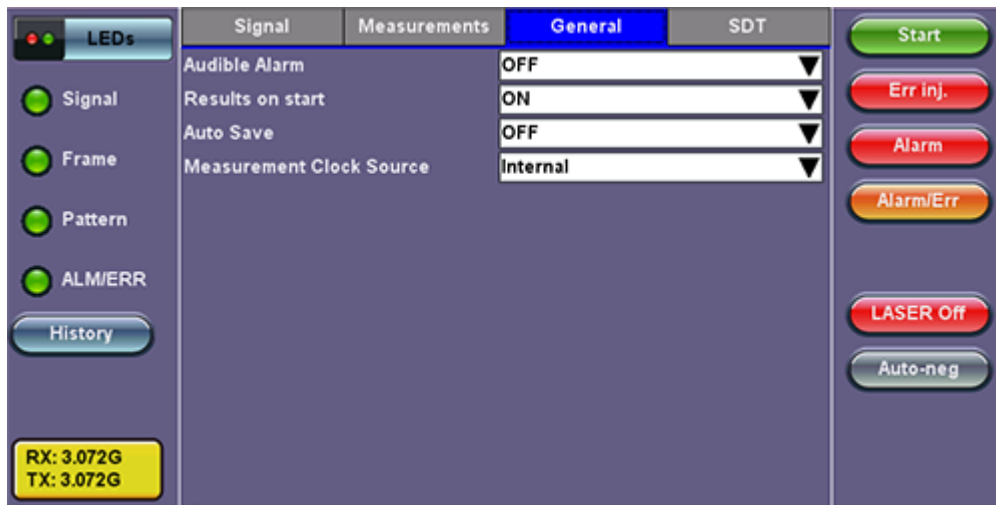 LEDs
Signal
Measurements
General
SDT
Start
Audible Alarm
OFF
Signal
Results on start
ON
Err inj.
Auto Save
OFF
Frame
Measurement Clock Source
Internal
Alarm
Alarm/Err
Pattern
ALM/ERR
History
LASER Off
Auto-neg
RX: 3.072G
TX: 3.072G